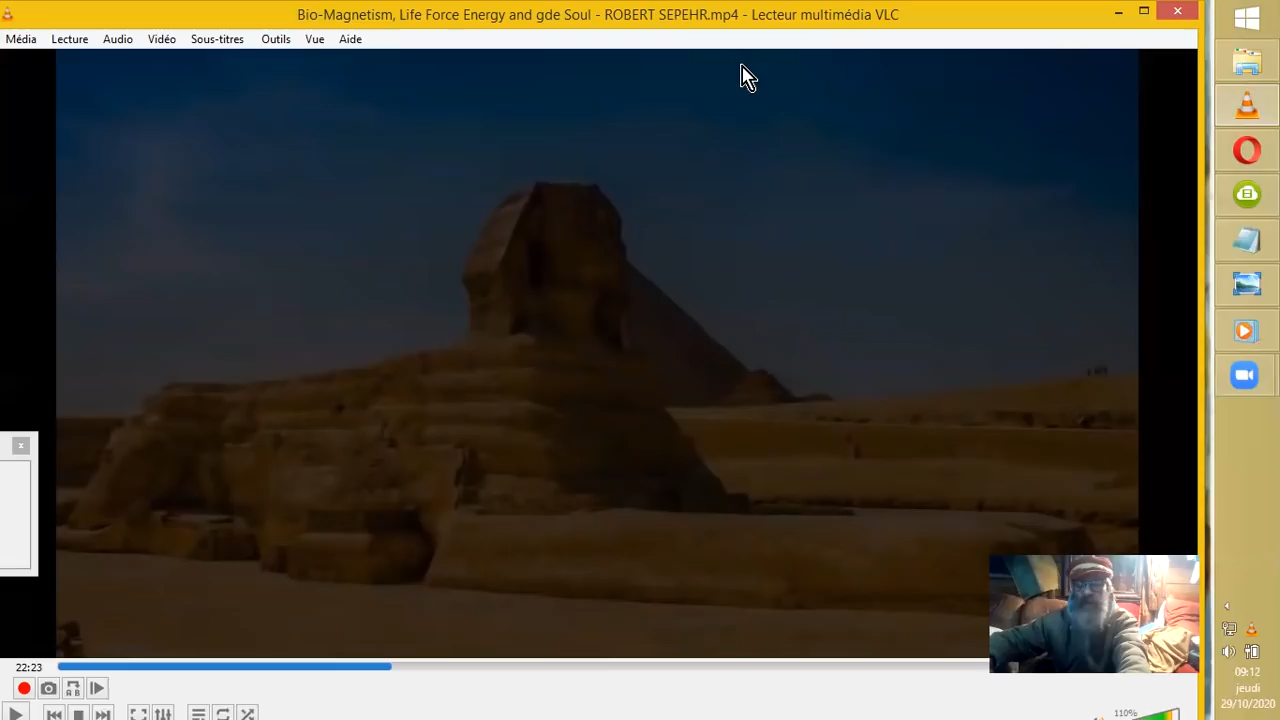 Bio-Magnetism, Life Force Energy and gde Soul - ROBERT SEPEHR.mp4 - Lecteur multimédia VLC
Média Lecture Audio Vidéo Sous-titres Outils Vue Aide
x
22:23
110%
09:12
jeudi
29/10/2020